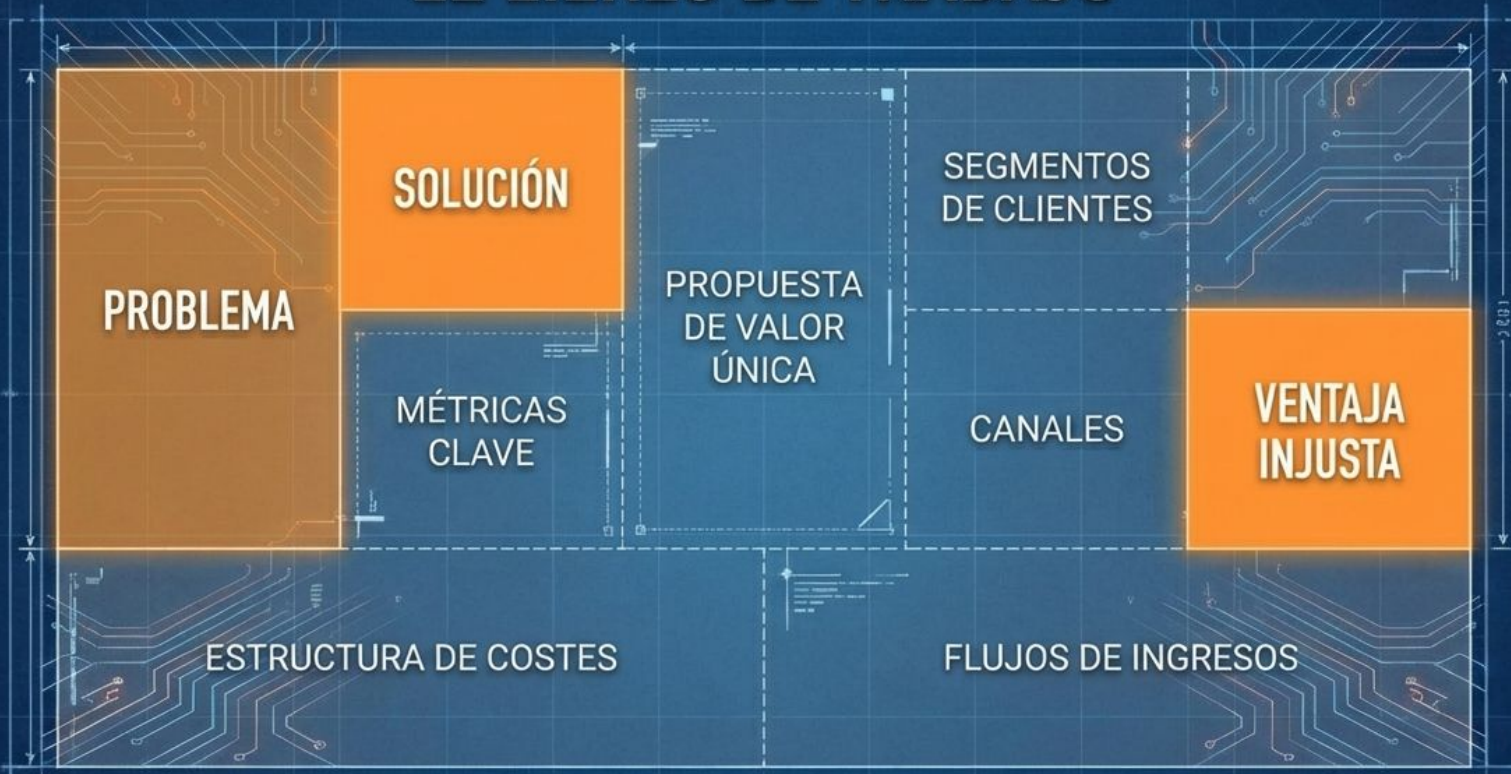 PROBLEMA
SOLUCIÓN
MÉTRICAS
CLAVE
PROPUESTA
DE VALOR
ÚNICA
SEGMENTOS
DE CLIENTES
CANALES
VENTAJA
INJUSTA
ESTRUCTURA DE COSTES
FLUJOS DE INGRESOS